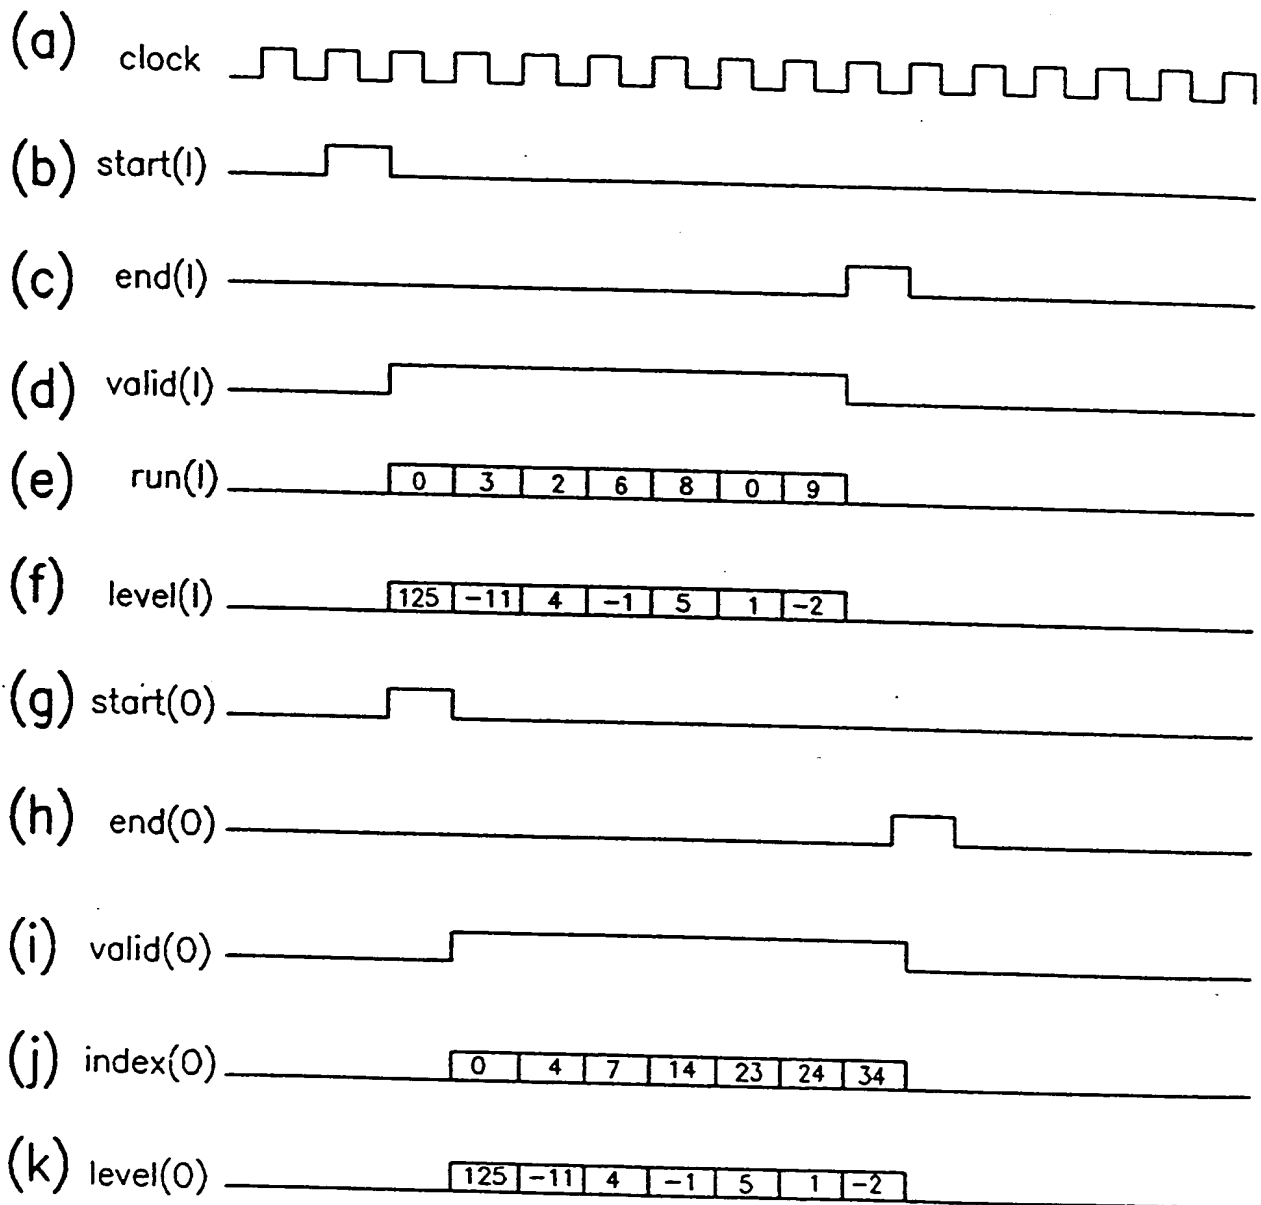 (a) clock
(b) start(I)
(c) end(I)
(d) valid(I)
(e) run(I) 0 3 2 6 8 0 9
(f) level(I) 125 -11 4 -1 5 1 -2
(g) start(O)
(h) end(O)
(i) valid(O)
(j) index(O) 0 4 7 14 23 24 34
(k) level(O) 125 -11 4 -1 5 1 -2